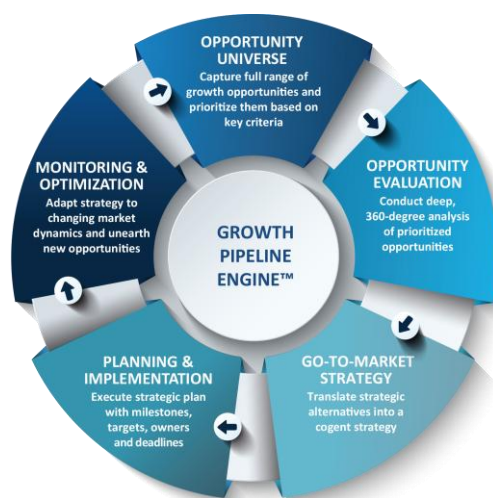 OPPORTUNITY
UNIVERSE
Capture full range of
growth opportunities and
prioritize them based on
key criteria
OPPORTUNITY
EVALUATION
Conduct deep,
360-degree analysis
of prioritized
opportunities
GO-TO-MARKET
STRATEGY
Translate strategic
alternatives into a
cogent strategy
PLANNING &
IMPLEMENTATION
Execute strategic plan
with milestones,
targets, owners
and deadlines
MONITORING &
OPTIMIZATION
Adapt strategy to
changing market
dynamics and unearth
new opportunities
GROWTH
PIPELINE
ENGINE™